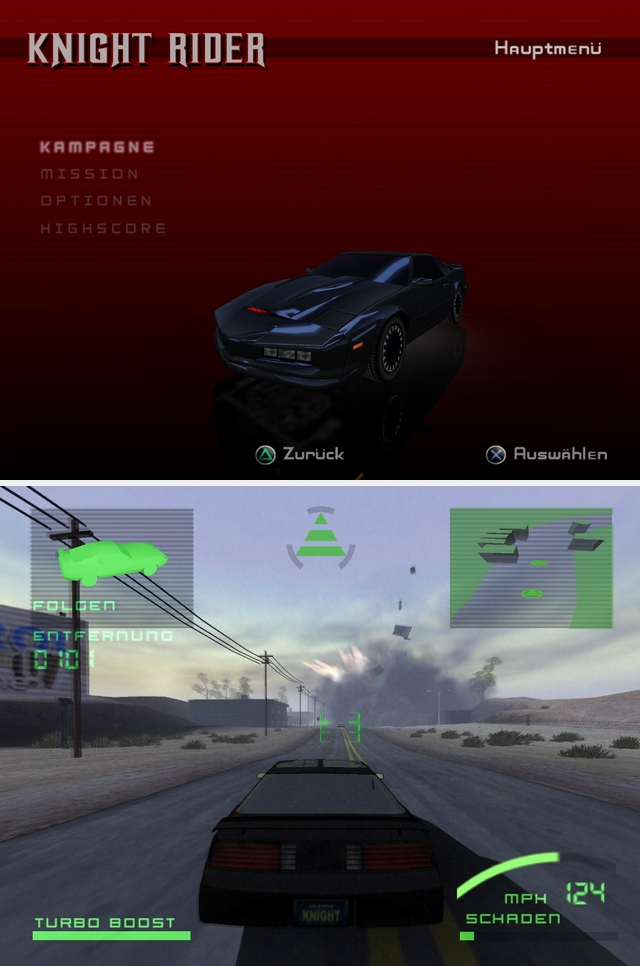 KNIGHT RIDER
Hauptmenü
KAMPAGNE
MISSION
OPTIONEN
HIGHSCORE
Zurück
Auswählen
FOLGEN
ENTFERNUNG
0101
MPH 124
SCHADEN
TURBO BOOST
KNIGHT